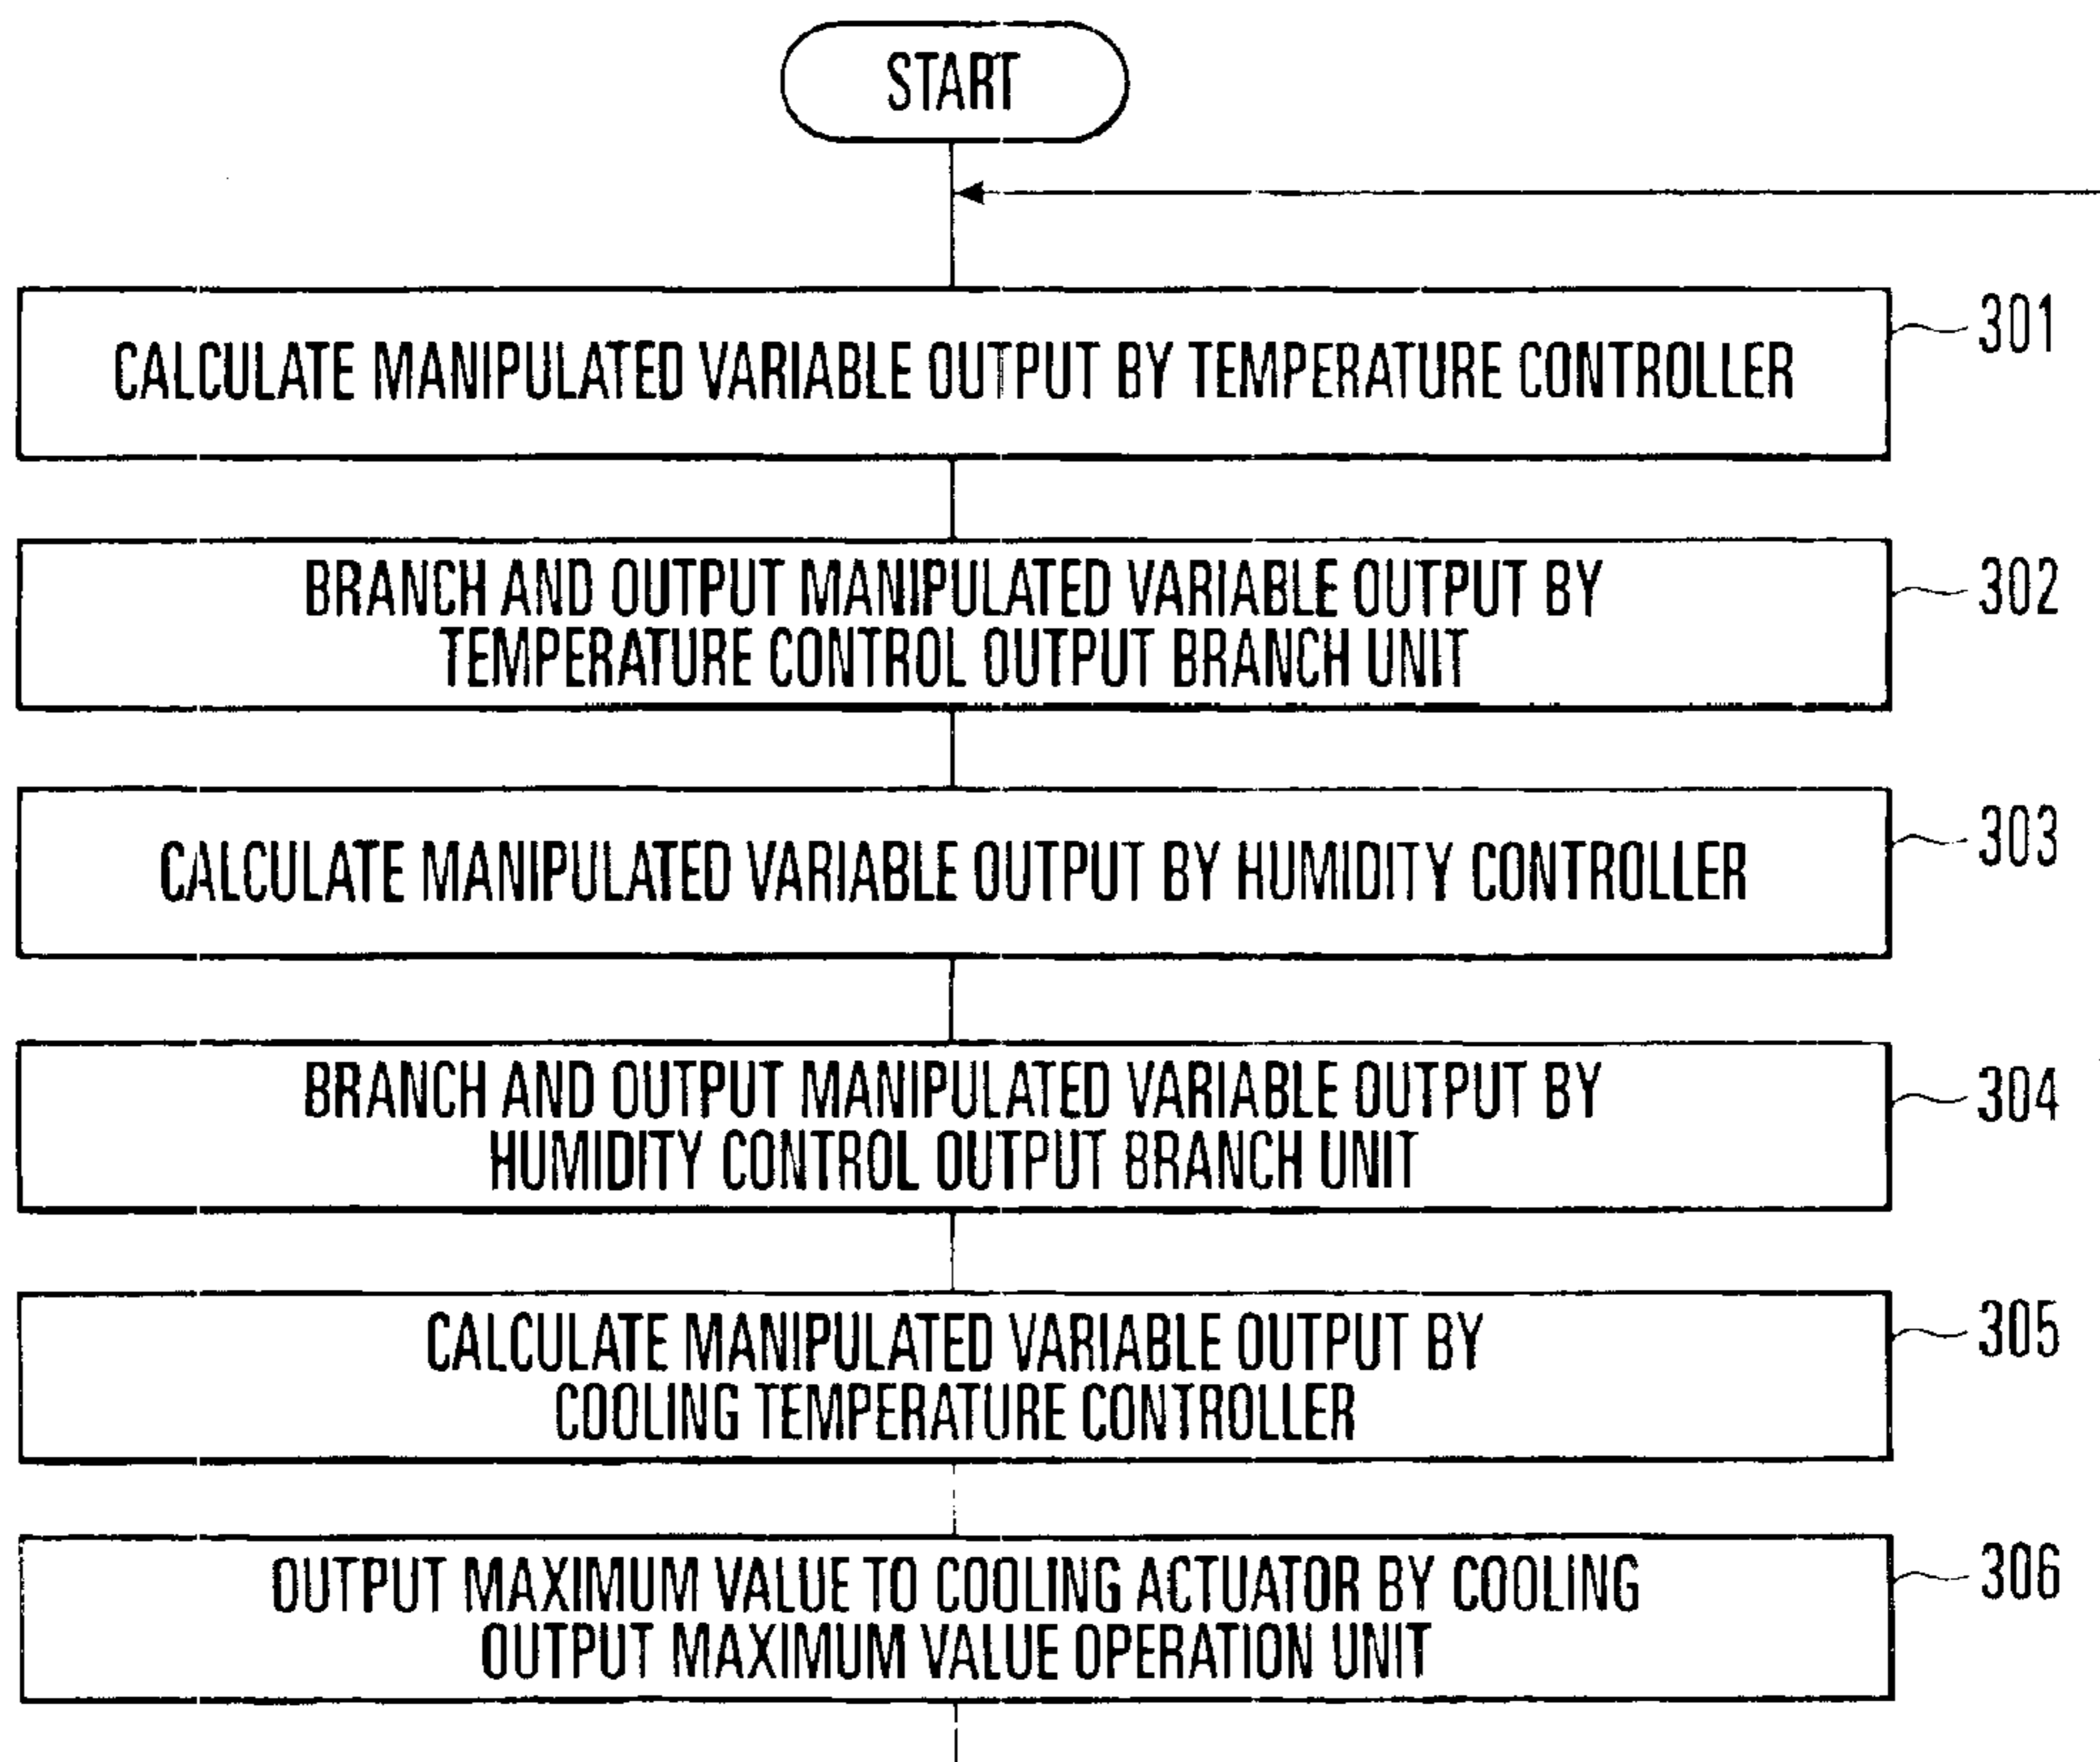 START
CALCULATE MANIPULATED VARIABLE OUTPUT BY TEMPERATURE CONTROLLER
301
BRANCH AND OUTPUT MANIPULATED VARIABLE OUTPUT BY
TEMPERATURE CONTROL OUTPUT BRANCH UNIT
302
CALCULATE MANIPULATED VARIABLE OUTPUT BY HUMIDITY CONTROLLER
303
BRANCH AND OUTPUT MANIPULATED VARIABLE OUTPUT BY
HUMIDITY CONTROL OUTPUT BRANCH UNIT
304
CALCULATE MANIPULATED VARIABLE OUTPUT BY
COOLING TEMPERATURE CONTROLLER
305
OUTPUT MAXIMUM VALUE TO COOLING ACTUATOR BY COOLING
OUTPUT MAXIMUM VALUE OPERATION UNIT
306